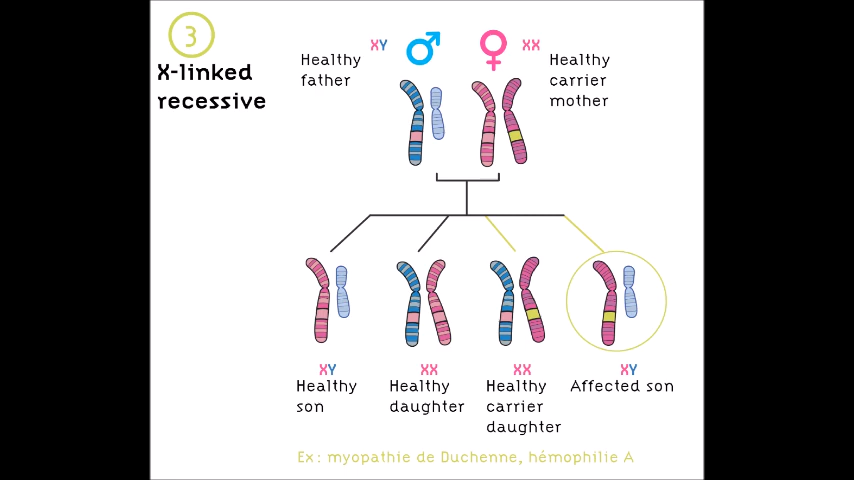 3
X-linked
recessive
XY
XX
Healthy
father
Healthy
carrier
mother
XY
Healthy
son
XX
Healthy
daughter
XX
Healthy
carrier
daughter
XY
Affected son
Ex: myopathie de Duchenne, hémophilie A